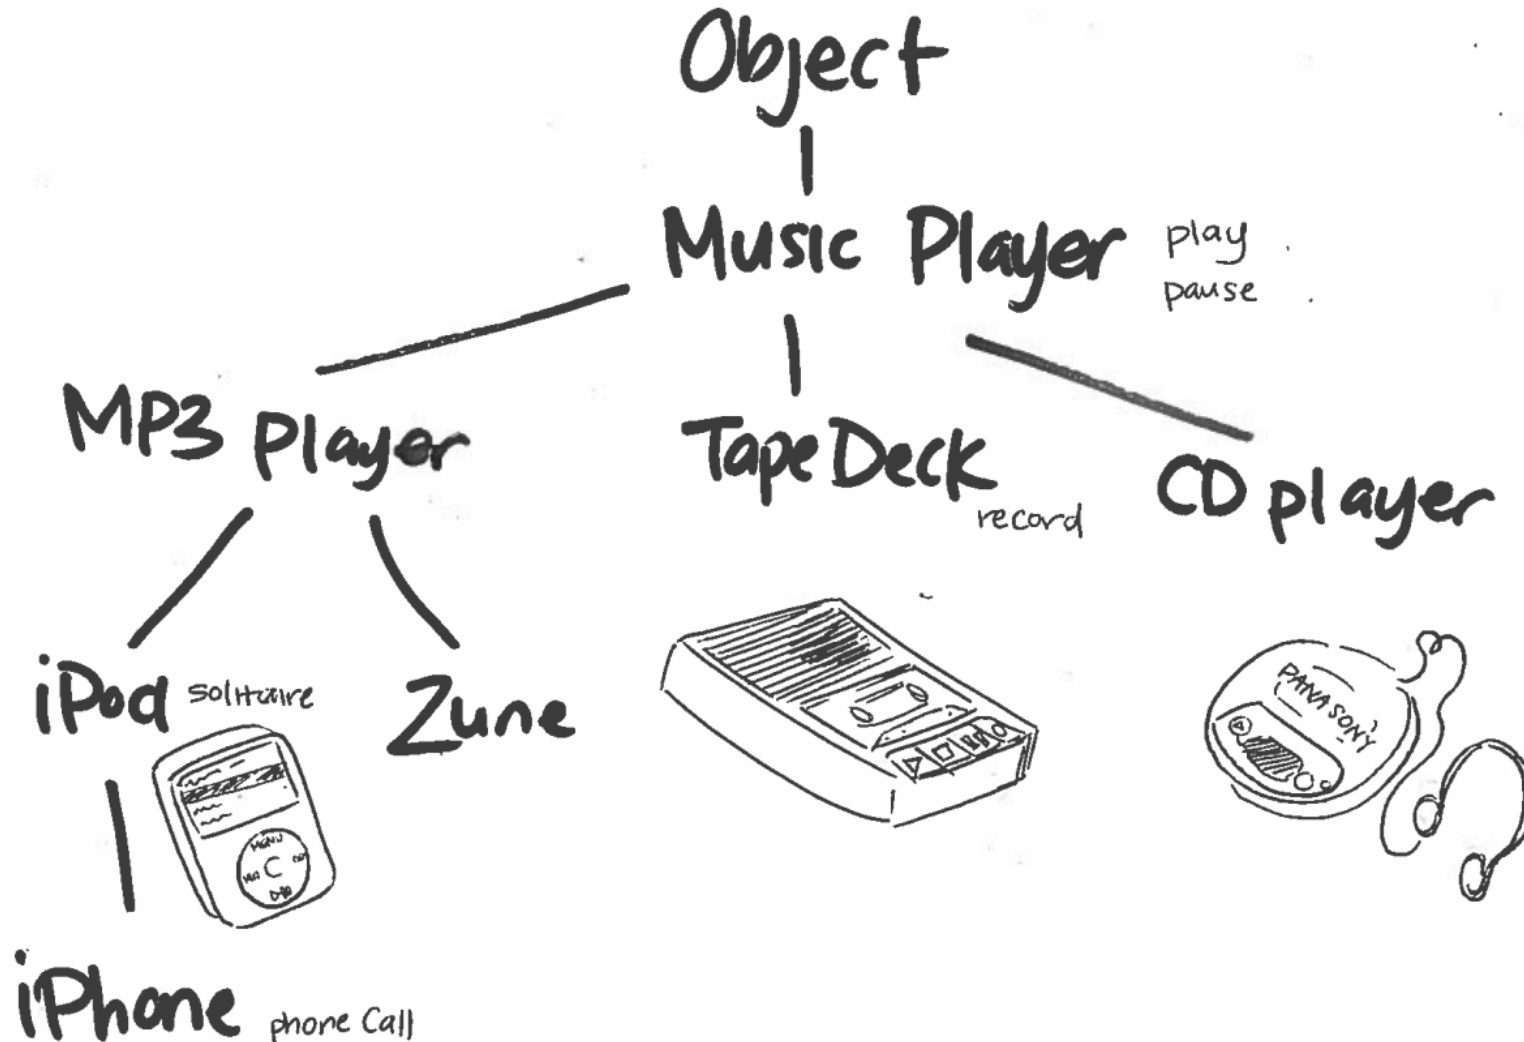 Object
Music Player
play
pause
MP3 Player
Tape Deck
record
CD player
iPod
solitaire
Zune
PANASONY
MENU
iPhone
phone Call